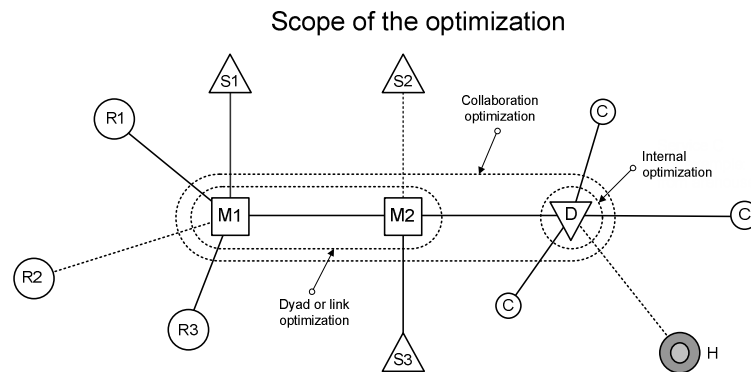 Scope of the optimization
S1
S2
Collaboration
optimization
R1
C
Internal
optimization
M1
M2
D
C
R2
C
Dyad or link
optimization
R3
S3
H